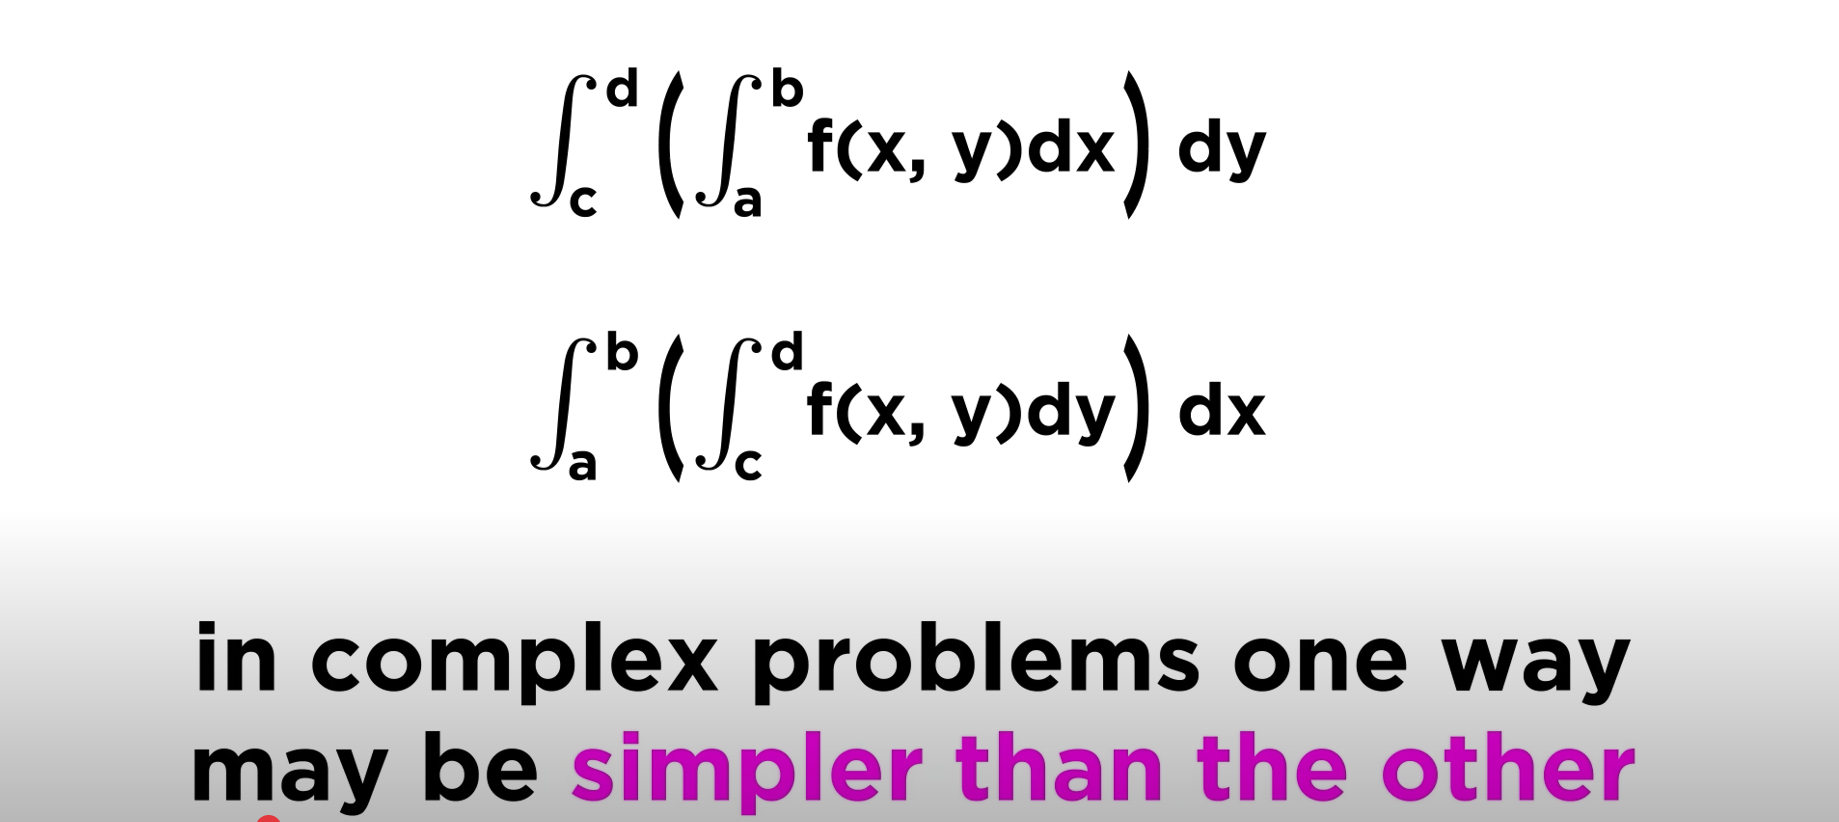 ∫_c^d (∫_a^b f(x, y)dx) dy
∫_a^b (∫_c^d f(x, y)dy) dx
in complex problems one way
may be simpler than the other